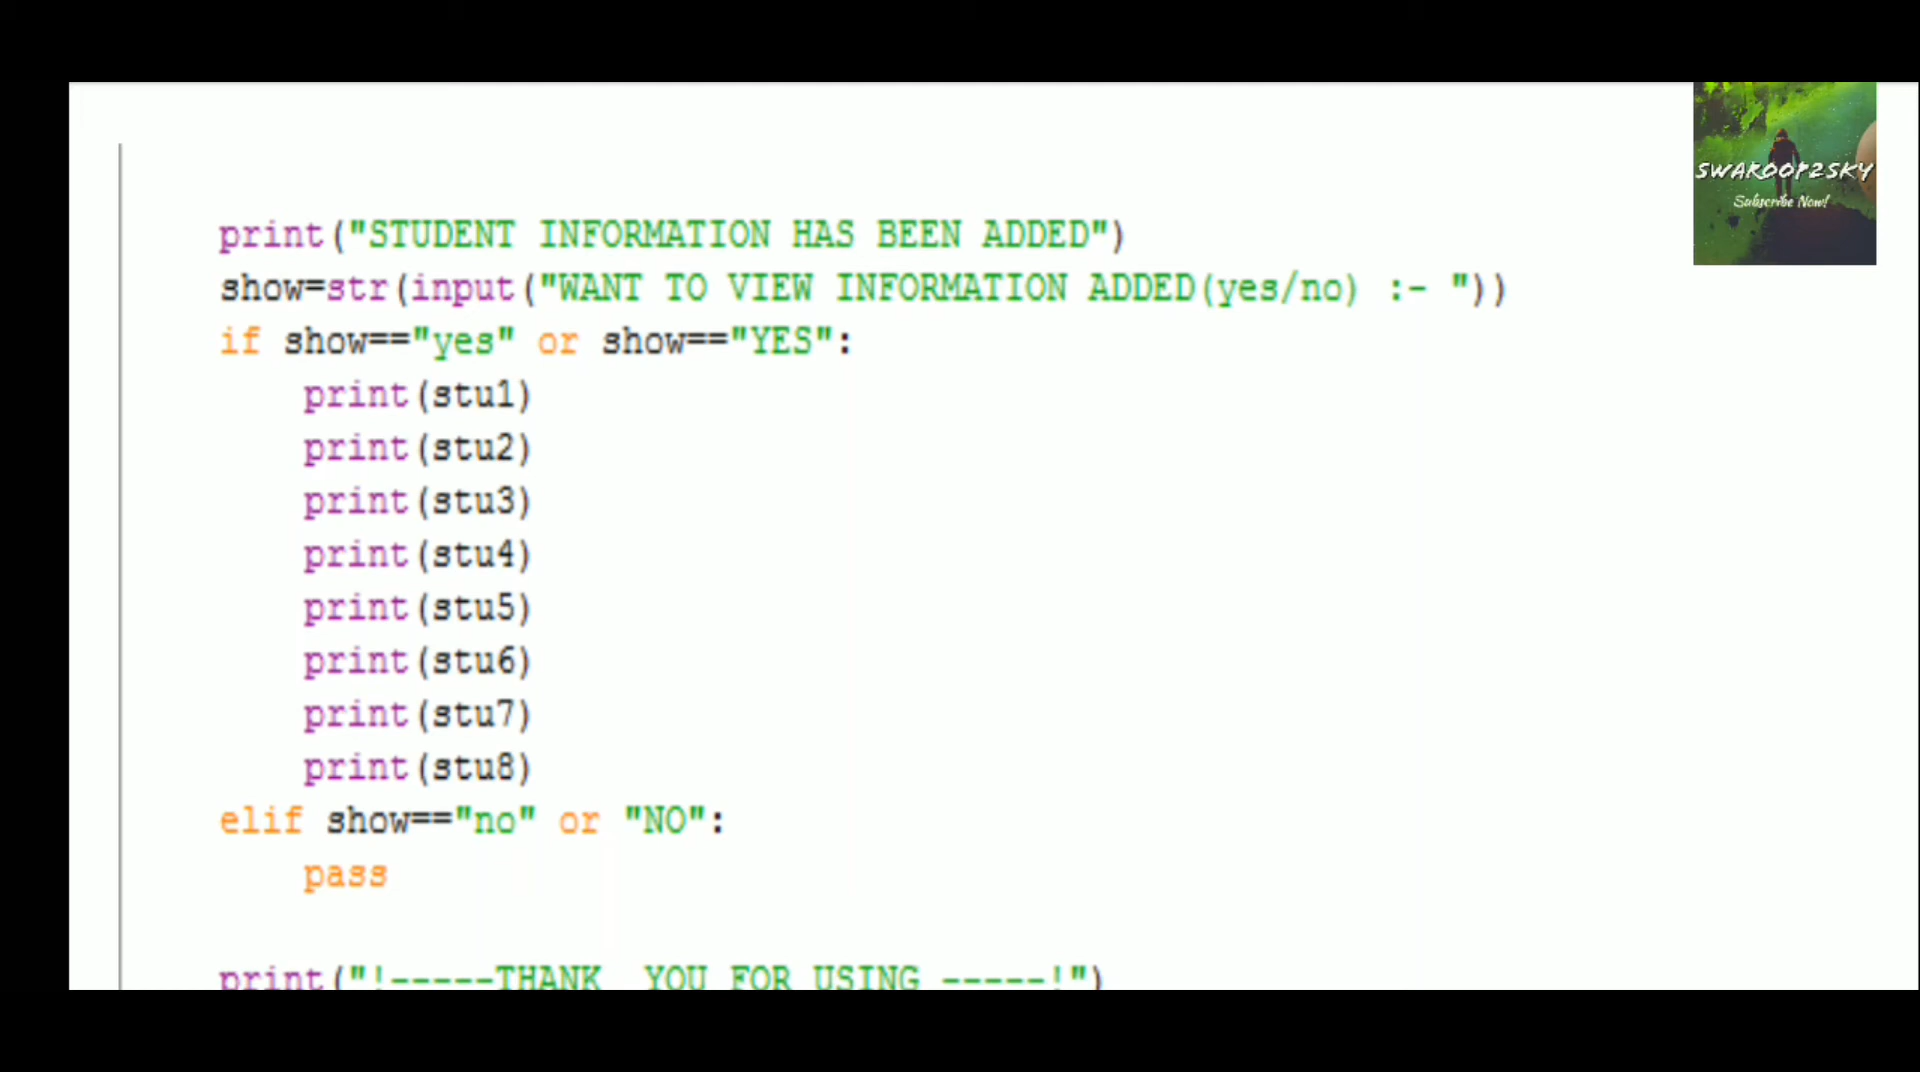 SWAROOP2SKY
Subscribe Now!
print("STUDENT INFORMATION HAS BEEN ADDED")
show=str(input("WANT TO VIEW INFORMATION ADDED(yes/no) :- "))
if show=="yes" or show=="YES":
    print(stu1)
    print(stu2)
    print(stu3)
    print(stu4)
    print(stu5)
    print(stu6)
    print(stu7)
    print(stu8)
elif show=="no" or "NO":
    pass
print("!-----THANK  YOU FOR USING -----!")